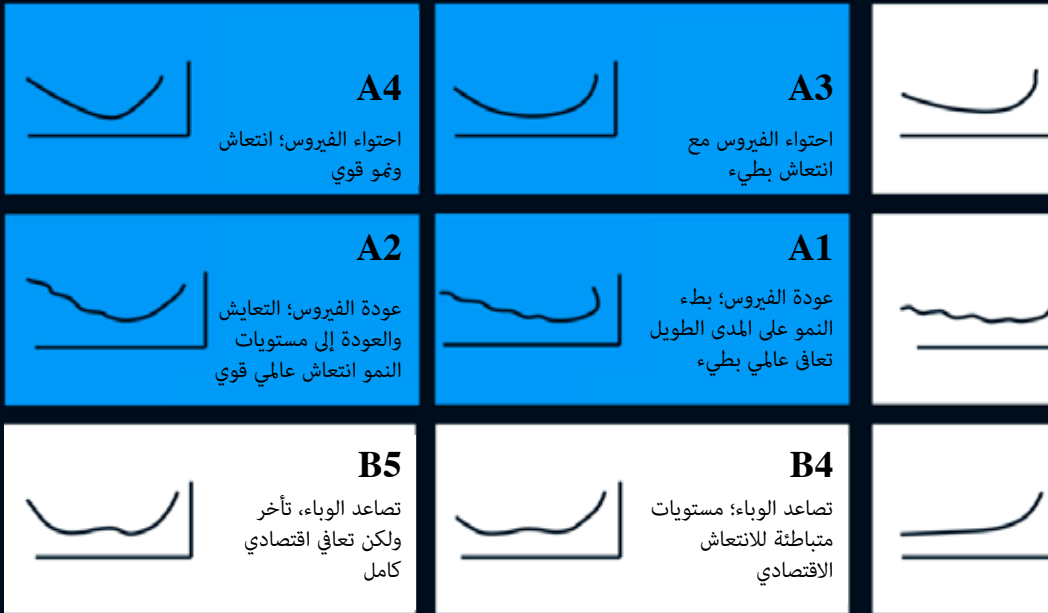 A3
احتواء الفيروس مع
انتعاش بطيء
A4
احتواء الفيروس؛ انتعاش
ونمو قوي
A1
عودة الفيروس؛ بطء
النمو على المدى الطويل
تعافى عالمي بطيء
A2
عودة الفيروس؛ التعايش
والعودة إلى مستويات
النمو انتعاش عالمي قوي
B4
تصاعد الوباء؛ مستويات
متباطئة للانتعاش
الاقتصادي
B5
تصاعد الوباء، تأخر
ولكن تعافي اقتصادي
كامل